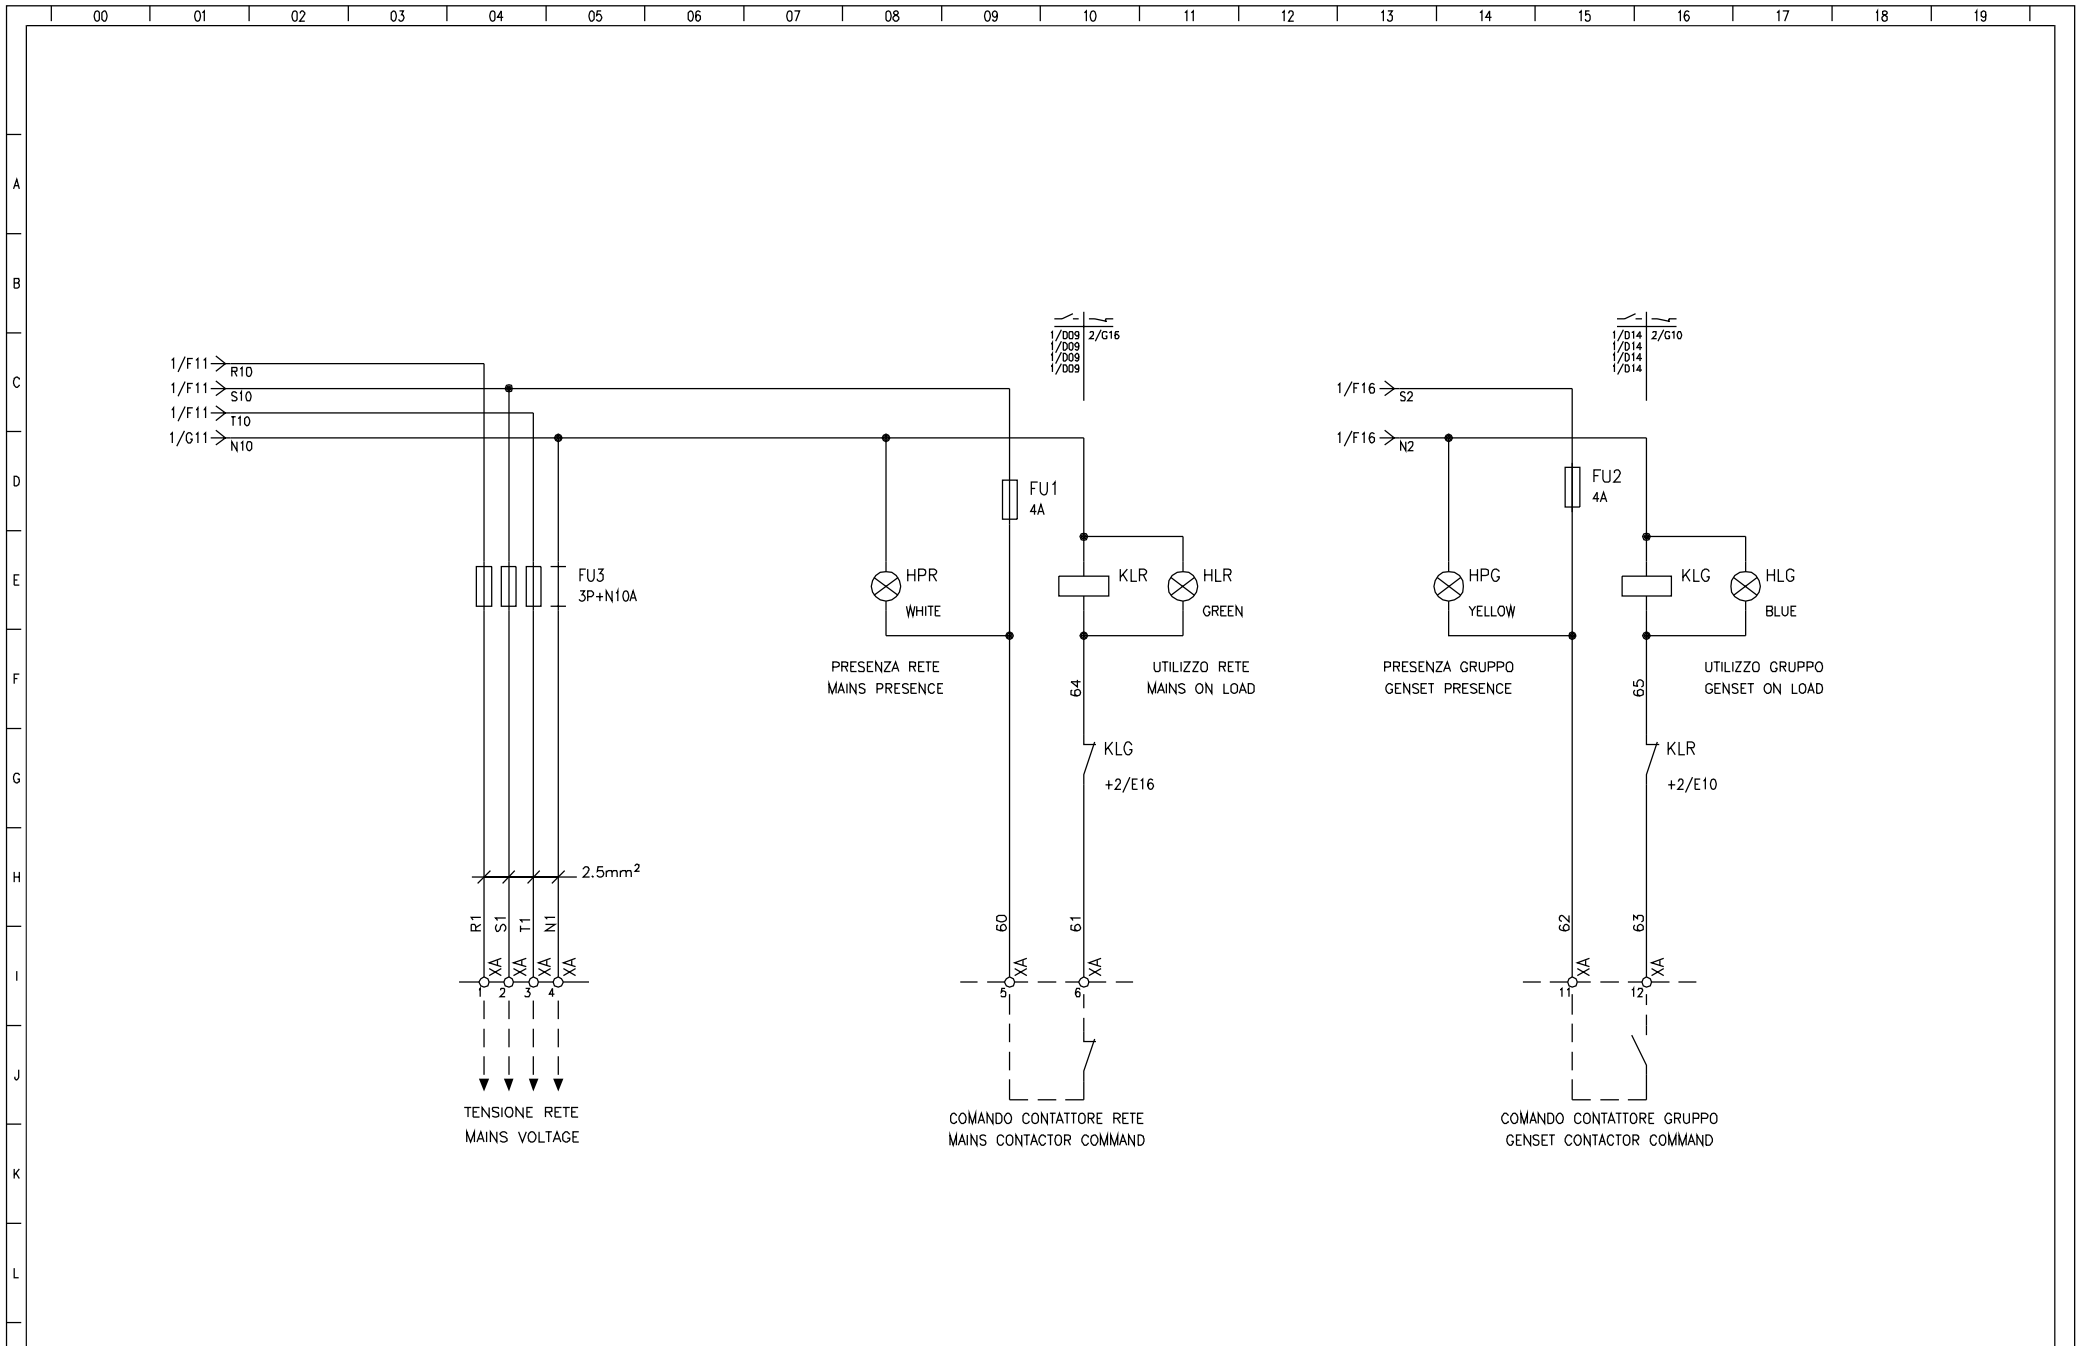 00 01 02 03 04 05 06 07 08 09 10 11 12 13 14 15 16 17 18 19
A
B
C
D
E
F
G
H
I
J
K
L
1/F11
R10
1/F11
S10
1/F11
T10
1/G11
N10
FU3
3P+N10A
2.5mm²
R1 S1 T1 N1
XA XA XA XA
1 2 3 4
TENSIONE RETE
MAINS VOLTAGE
HPR
WHITE
PRESENZA RETE
MAINS PRESENCE
FU1
4A
1/D09 2/G16
1/D09
1/D09
1/D09
KLR
HLR
GREEN
UTILIZZO RETE
MAINS ON LOAD
64
KLG
+2/E16
60 61
XA XA
5 6
COMANDO CONTATTORE RETE
MAINS CONTACTOR COMMAND
1/F16
S2
1/F16
N2
HPG
YELLOW
PRESENZA GRUPPO
GENSET PRESENCE
FU2
4A
1/D14 2/G10
1/D14
1/D14
1/D14
KLG
HLG
BLUE
UTILIZZO GRUPPO
GENSET ON LOAD
65
KLR
+2/E10
62 63
XA XA
11 12
COMANDO CONTATTORE GRUPPO
GENSET CONTACTOR COMMAND